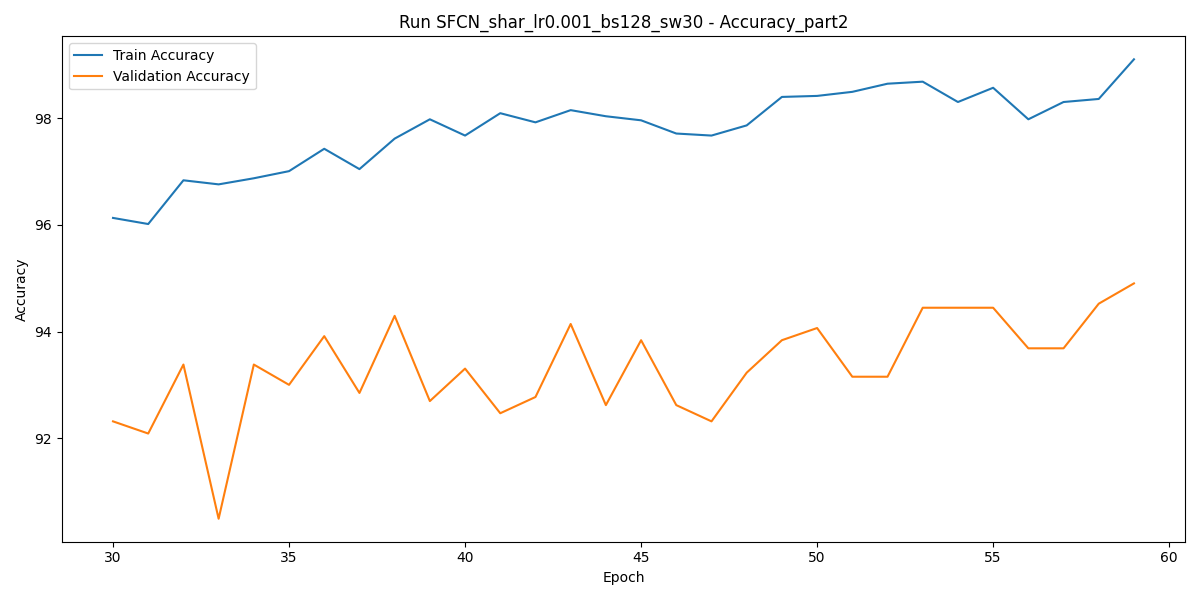 Run SFCN_shar_lr0.001_bs128_sw30 - Accuracy_part2
Train Accuracy
Validation Accuracy
Accuracy
98
96
94
92
30 35 40 45 50 55 60
Epoch